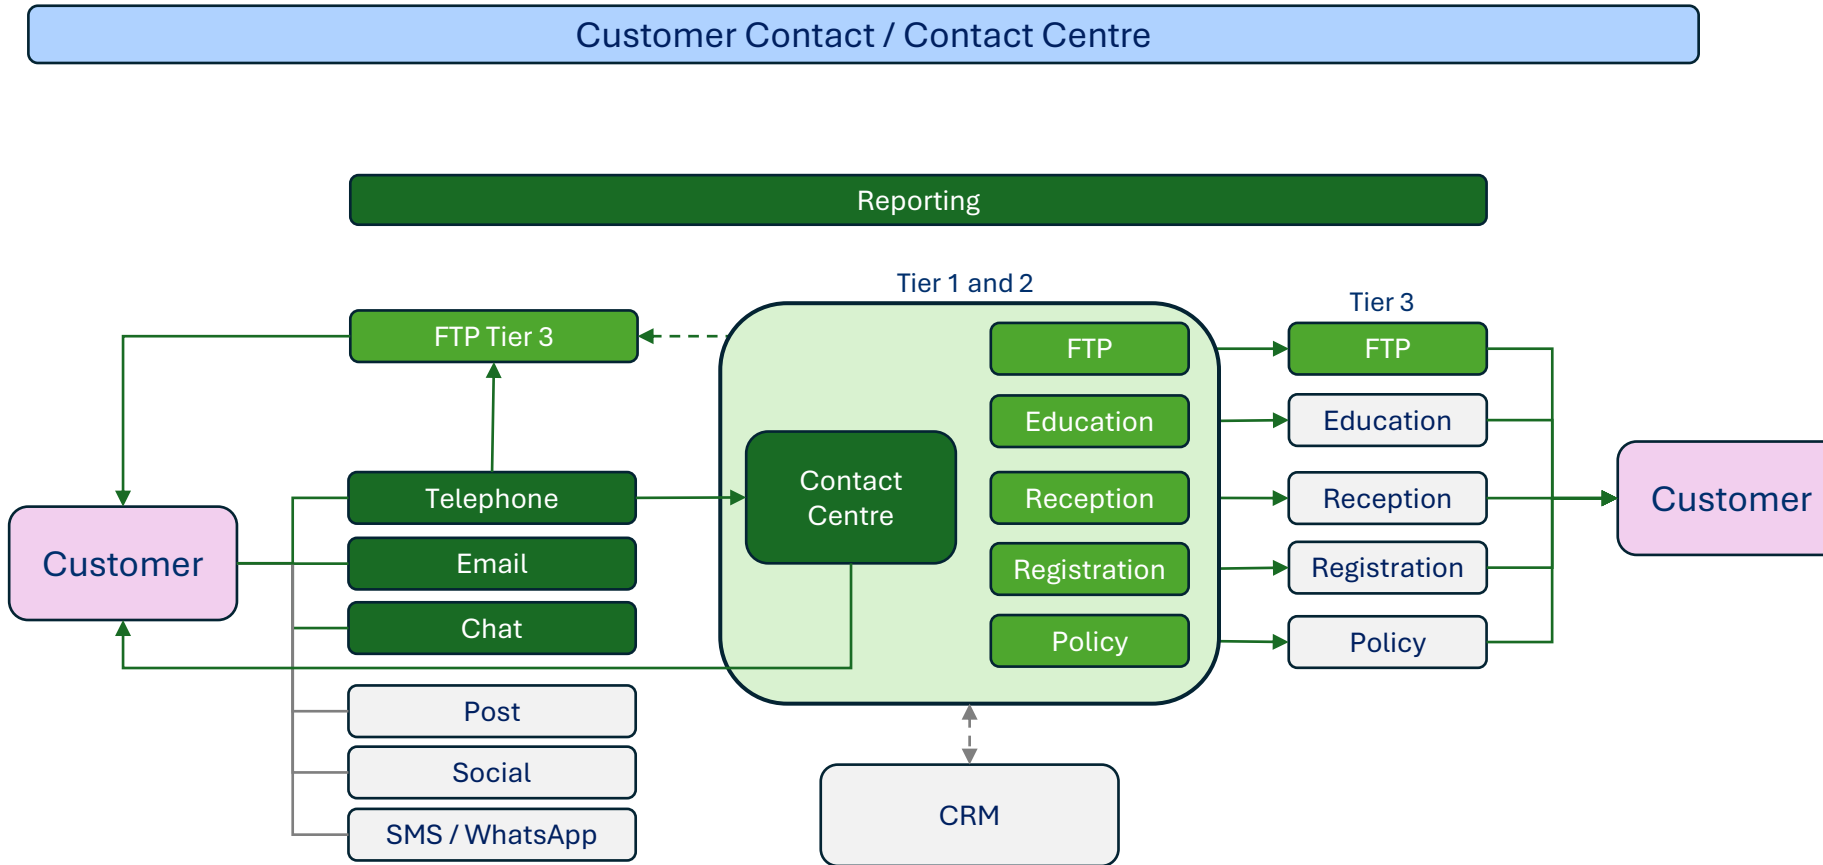 Customer Contact / Contact Centre
Reporting
Tier 1 and 2
Tier 3
FTP Tier 3
FTP
FTP
Education
Education
Telephone
Contact
Centre
Reception
Reception
Customer
Customer
Email
Registration
Registration
Chat
Policy
Policy
Post
Social
SMS / WhatsApp
CRM